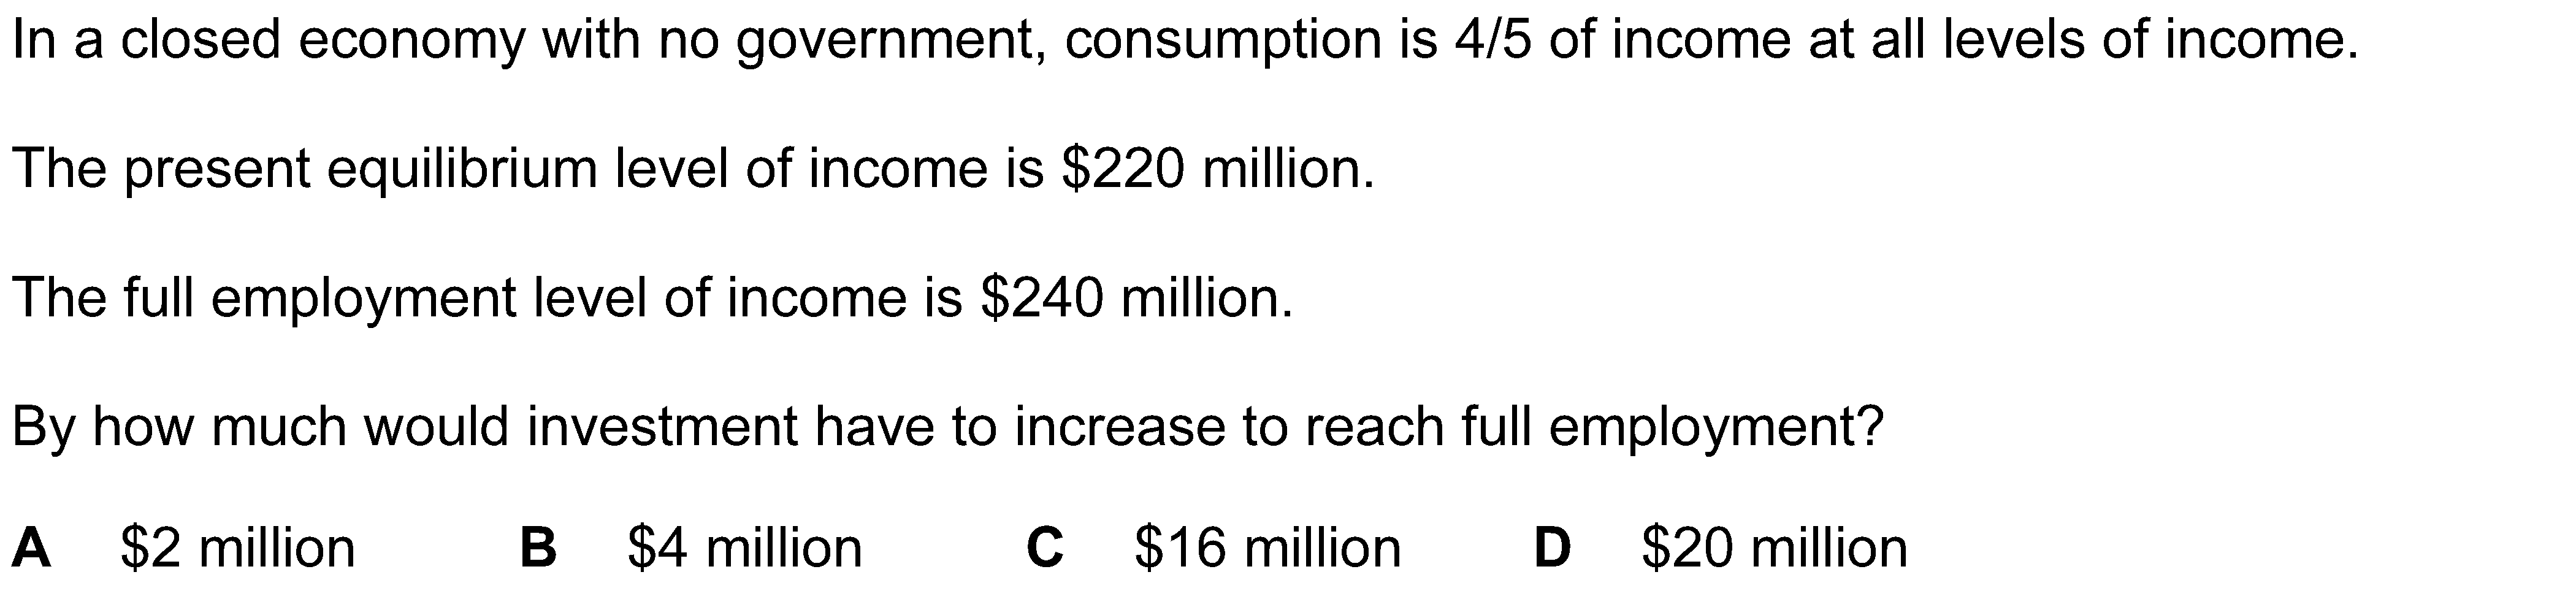 In a closed economy with no government, consumption is 4/5 of income at all levels of income.
The present equilibrium level of income is $220 million.
The full employment level of income is $240 million.
By how much would investment have to increase to reach full employment?
A $2 million B $4 million C $16 million D $20 million